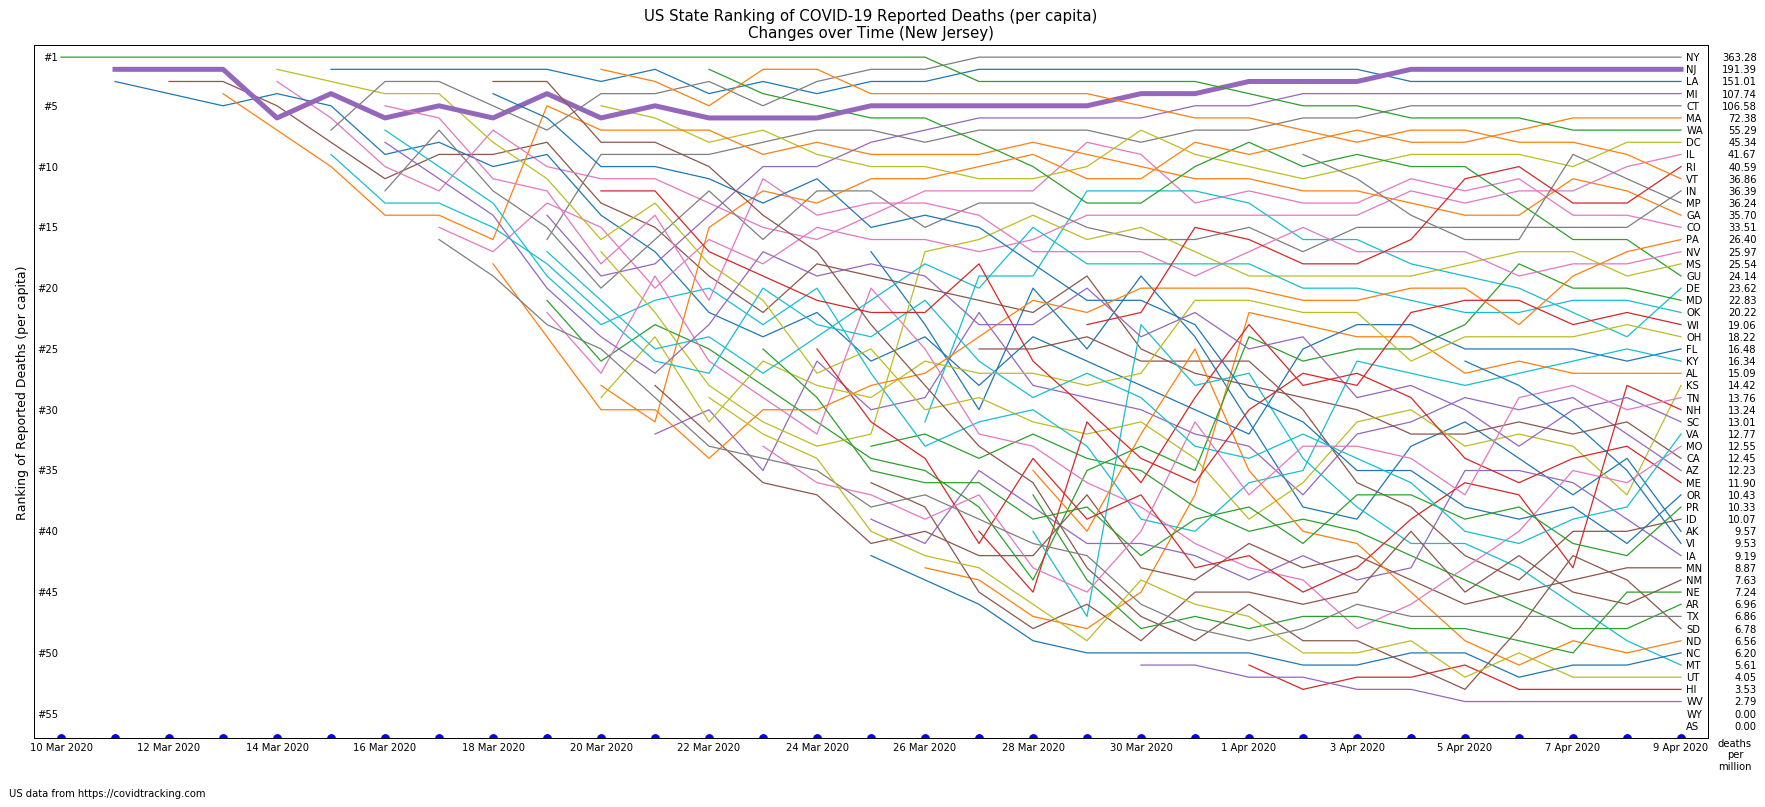 US State Ranking of COVID-19 Reported Deaths (per capita)
Changes over Time (New Jersey)
Ranking of Reported Deaths (per capita)
#1
#5
#10
#15
#20
#25
#30
#35
#40
#45
#50
#55
NY 363.28
NJ 191.39
LA 151.01
MI 107.74
CT 106.58
MA 72.38
WA 55.29
DC 45.34
IL 41.67
RI 40.59
VT 36.86
IN 36.39
MP 36.24
GA 35.70
CO 33.51
PA 26.40
NV 25.97
MS 25.54
GU 24.14
DE 23.62
MD 22.83
OK 20.22
WI 19.06
OH 18.22
FL 16.48
KY 16.34
AL 15.09
KS 14.42
TN 13.76
NH 13.24
SC 13.01
VA 12.77
MO 12.55
CA 12.45
AZ 12.23
ME 11.90
OR 10.43
PR 10.33
ID 10.07
AK 9.57
VI 9.53
IA 9.19
MN 8.87
NM 7.63
NE 7.24
AR 6.96
TX 6.86
SD 6.78
ND 6.56
NC 6.20
MT 5.61
UT 4.05
HI 3.53
WV 2.79
WY 0.00
AS 0.00
10 Mar 2020 12 Mar 2020 14 Mar 2020 16 Mar 2020 18 Mar 2020 20 Mar 2020 22 Mar 2020 24 Mar 2020 26 Mar 2020 28 Mar 2020 30 Mar 2020 1 Apr 2020 3 Apr 2020 5 Apr 2020 7 Apr 2020 9 Apr 2020
deaths
per
million
US data from https://covidtracking.com